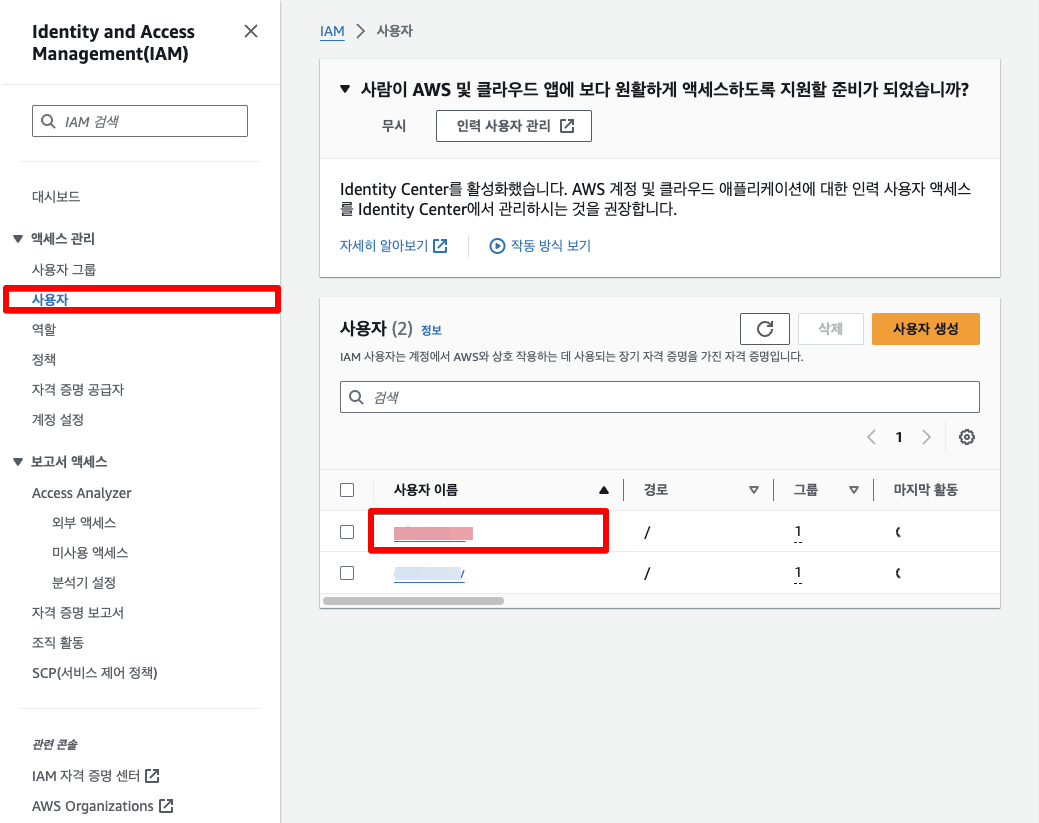 Identity and Access
Management(IAM)
IAM 검색
대시보드
액세스 관리
사용자 그룹
사용자
역할
정책
자격 증명 공급자
계정 설정
보고서 액세스
Access Analyzer
외부 액세스
미사용 액세스
분석기 설정
자격 증명 보고서
조직 활동
SCP(서비스 제어 정책)
관련 콘솔
IAM 자격 증명 센터
AWS Organizations
IAM > 사용자
사람이 AWS 및 클라우드 앱에 보다 원활하게 액세스하도록 지원할 준비가 되었습니까?
무시 인력 사용자 관리
Identity Center를 활성화했습니다. AWS 계정 및 클라우드 애플리케이션에 대한 인력 사용자 액세스
를 Identity Center에서 관리하시는 것을 권장합니다.
자세히 알아보기 작동 방식 보기
사용자 (2) 정보 삭제 사용자 생성
IAM 사용자는 계정에서 AWS와 상호 작용하는 데 사용되는 장기 자격 증명을 가진 자격 증명입니다.
검색
1
사용자 이름 경로 그룹 마지막 활동
/ 1
/ 1